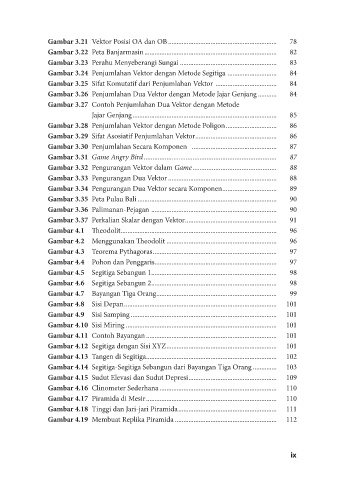 Gambar 3.21 Vektor Posisi OA dan OB 78
Gambar 3.22 Peta Banjarmasin 82
Gambar 3.23 Perahu Menyeberangi Sungai 83
Gambar 3.24 Penjumlahan Vektor dengan Metode Segitiga 84
Gambar 3.25 Sifat Komutatif dari Penjumlahan Vektor 84
Gambar 3.26 Penjumlahan Dua Vektor dengan Metode Jajar Genjang 84
Gambar 3.27 Contoh Penjumlahan Dua Vektor dengan Metode
Jajar Genjang 85
Gambar 3.28 Penjumlahan Vektor dengan Metode Poligon 86
Gambar 3.29 Sifat Asosiatif Penjumlahan Vektor 86
Gambar 3.30 Penjumlahan Secara Komponen 87
Gambar 3.31 Game Angry Bird 87
Gambar 3.32 Pengurangan Vektor dalam Game 88
Gambar 3.33 Pengurangan Dua Vektor 88
Gambar 3.34 Pengurangan Dua Vektor secara Komponen 89
Gambar 3.35 Peta Pulau Bali 90
Gambar 3.36 Palimanan-Pejagan 90
Gambar 3.37 Perkalian Skalar dengan Vektor 91
Gambar 4.1 Theodolit 96
Gambar 4.2 Menggunakan Theodolit 96
Gambar 4.3 Teorema Pythagoras 97
Gambar 4.4 Pohon dan Penggaris 97
Gambar 4.5 Segitiga Sebangun 1 98
Gambar 4.6 Segitiga Sebangun 2 98
Gambar 4.7 Bayangan Tiga Orang 99
Gambar 4.8 Sisi Depan 101
Gambar 4.9 Sisi Samping 101
Gambar 4.10 Sisi Miring 101
Gambar 4.11 Contoh Bayangan 101
Gambar 4.12 Segitiga dengan Sisi XYZ 101
Gambar 4.13 Tangen di Segitiga 102
Gambar 4.14 Segitiga-Segitiga Sebangun dari Bayangan Tiga Orang 103
Gambar 4.15 Sudut Elevasi dan Sudut Depresi 109
Gambar 4.16 Clinometer Sederhana 110
Gambar 4.17 Piramida di Mesir 110
Gambar 4.18 Tinggi dan Jari-jari Piramida 111
Gambar 4.19 Membuat Replika Piramida 112
ix